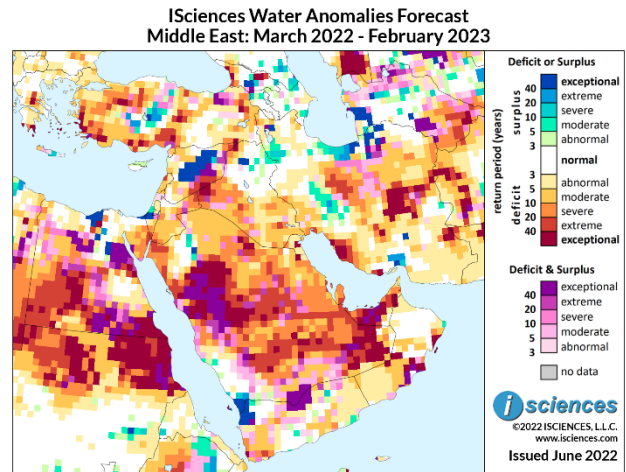 ISciences Water Anomalies Forecast
Middle East: March 2022 - February 2023
Deficit or Surplus
return period (years)
surplus
deficit
exceptional
40
extreme
20
severe
10
moderate
5
abnormal
3
normal
3
abnormal
5
moderate
10
severe
20
extreme
40
exceptional
Deficit & Surplus
exceptional
40
extreme
20
severe
10
moderate
5
abnormal
3
no data
i sciences
©2022 ISCIENCES, L.L.C.
www.isciences.com
Issued June 2022